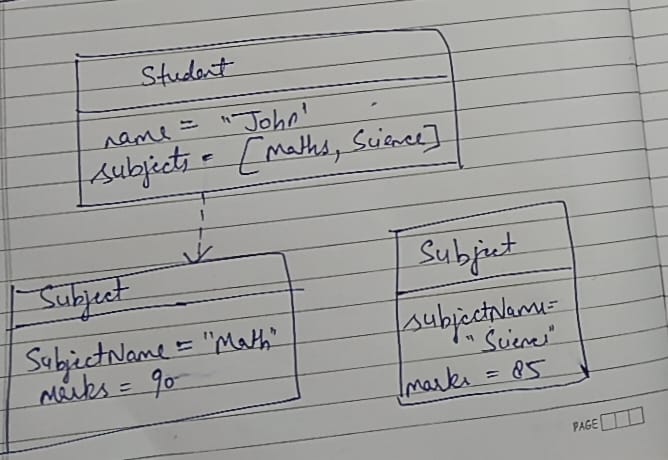 Student
name = "John'
subjects = [Maths, Science]
Subject
SubjectName = "Math"
marks = 90
Subject
subjectName=
"Science"
marks = 85
PAGE